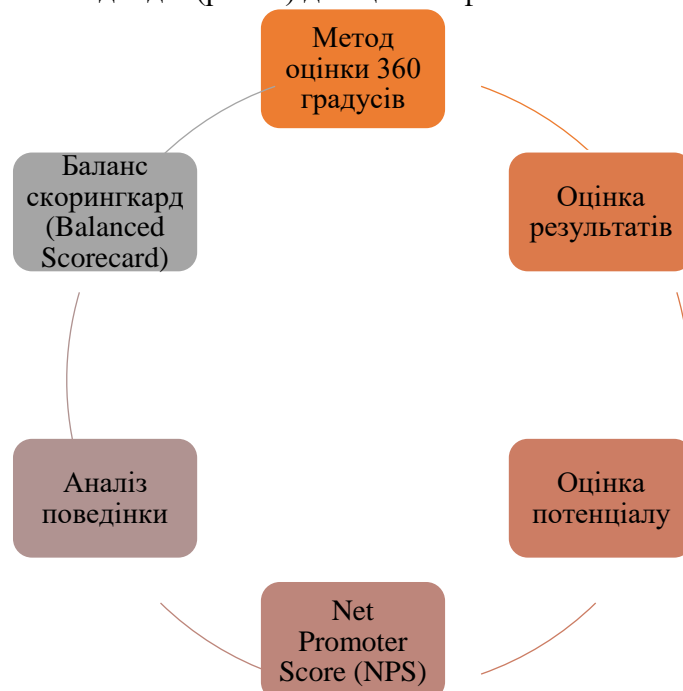 Метод
оцінки 360
градусів
Оцінка
результатів
Оцінка
потенціалу
Net
Promoter
Score (NPS)
Аналіз
поведінки
Баланс
скорингкард
(Balanced
Scorecard)